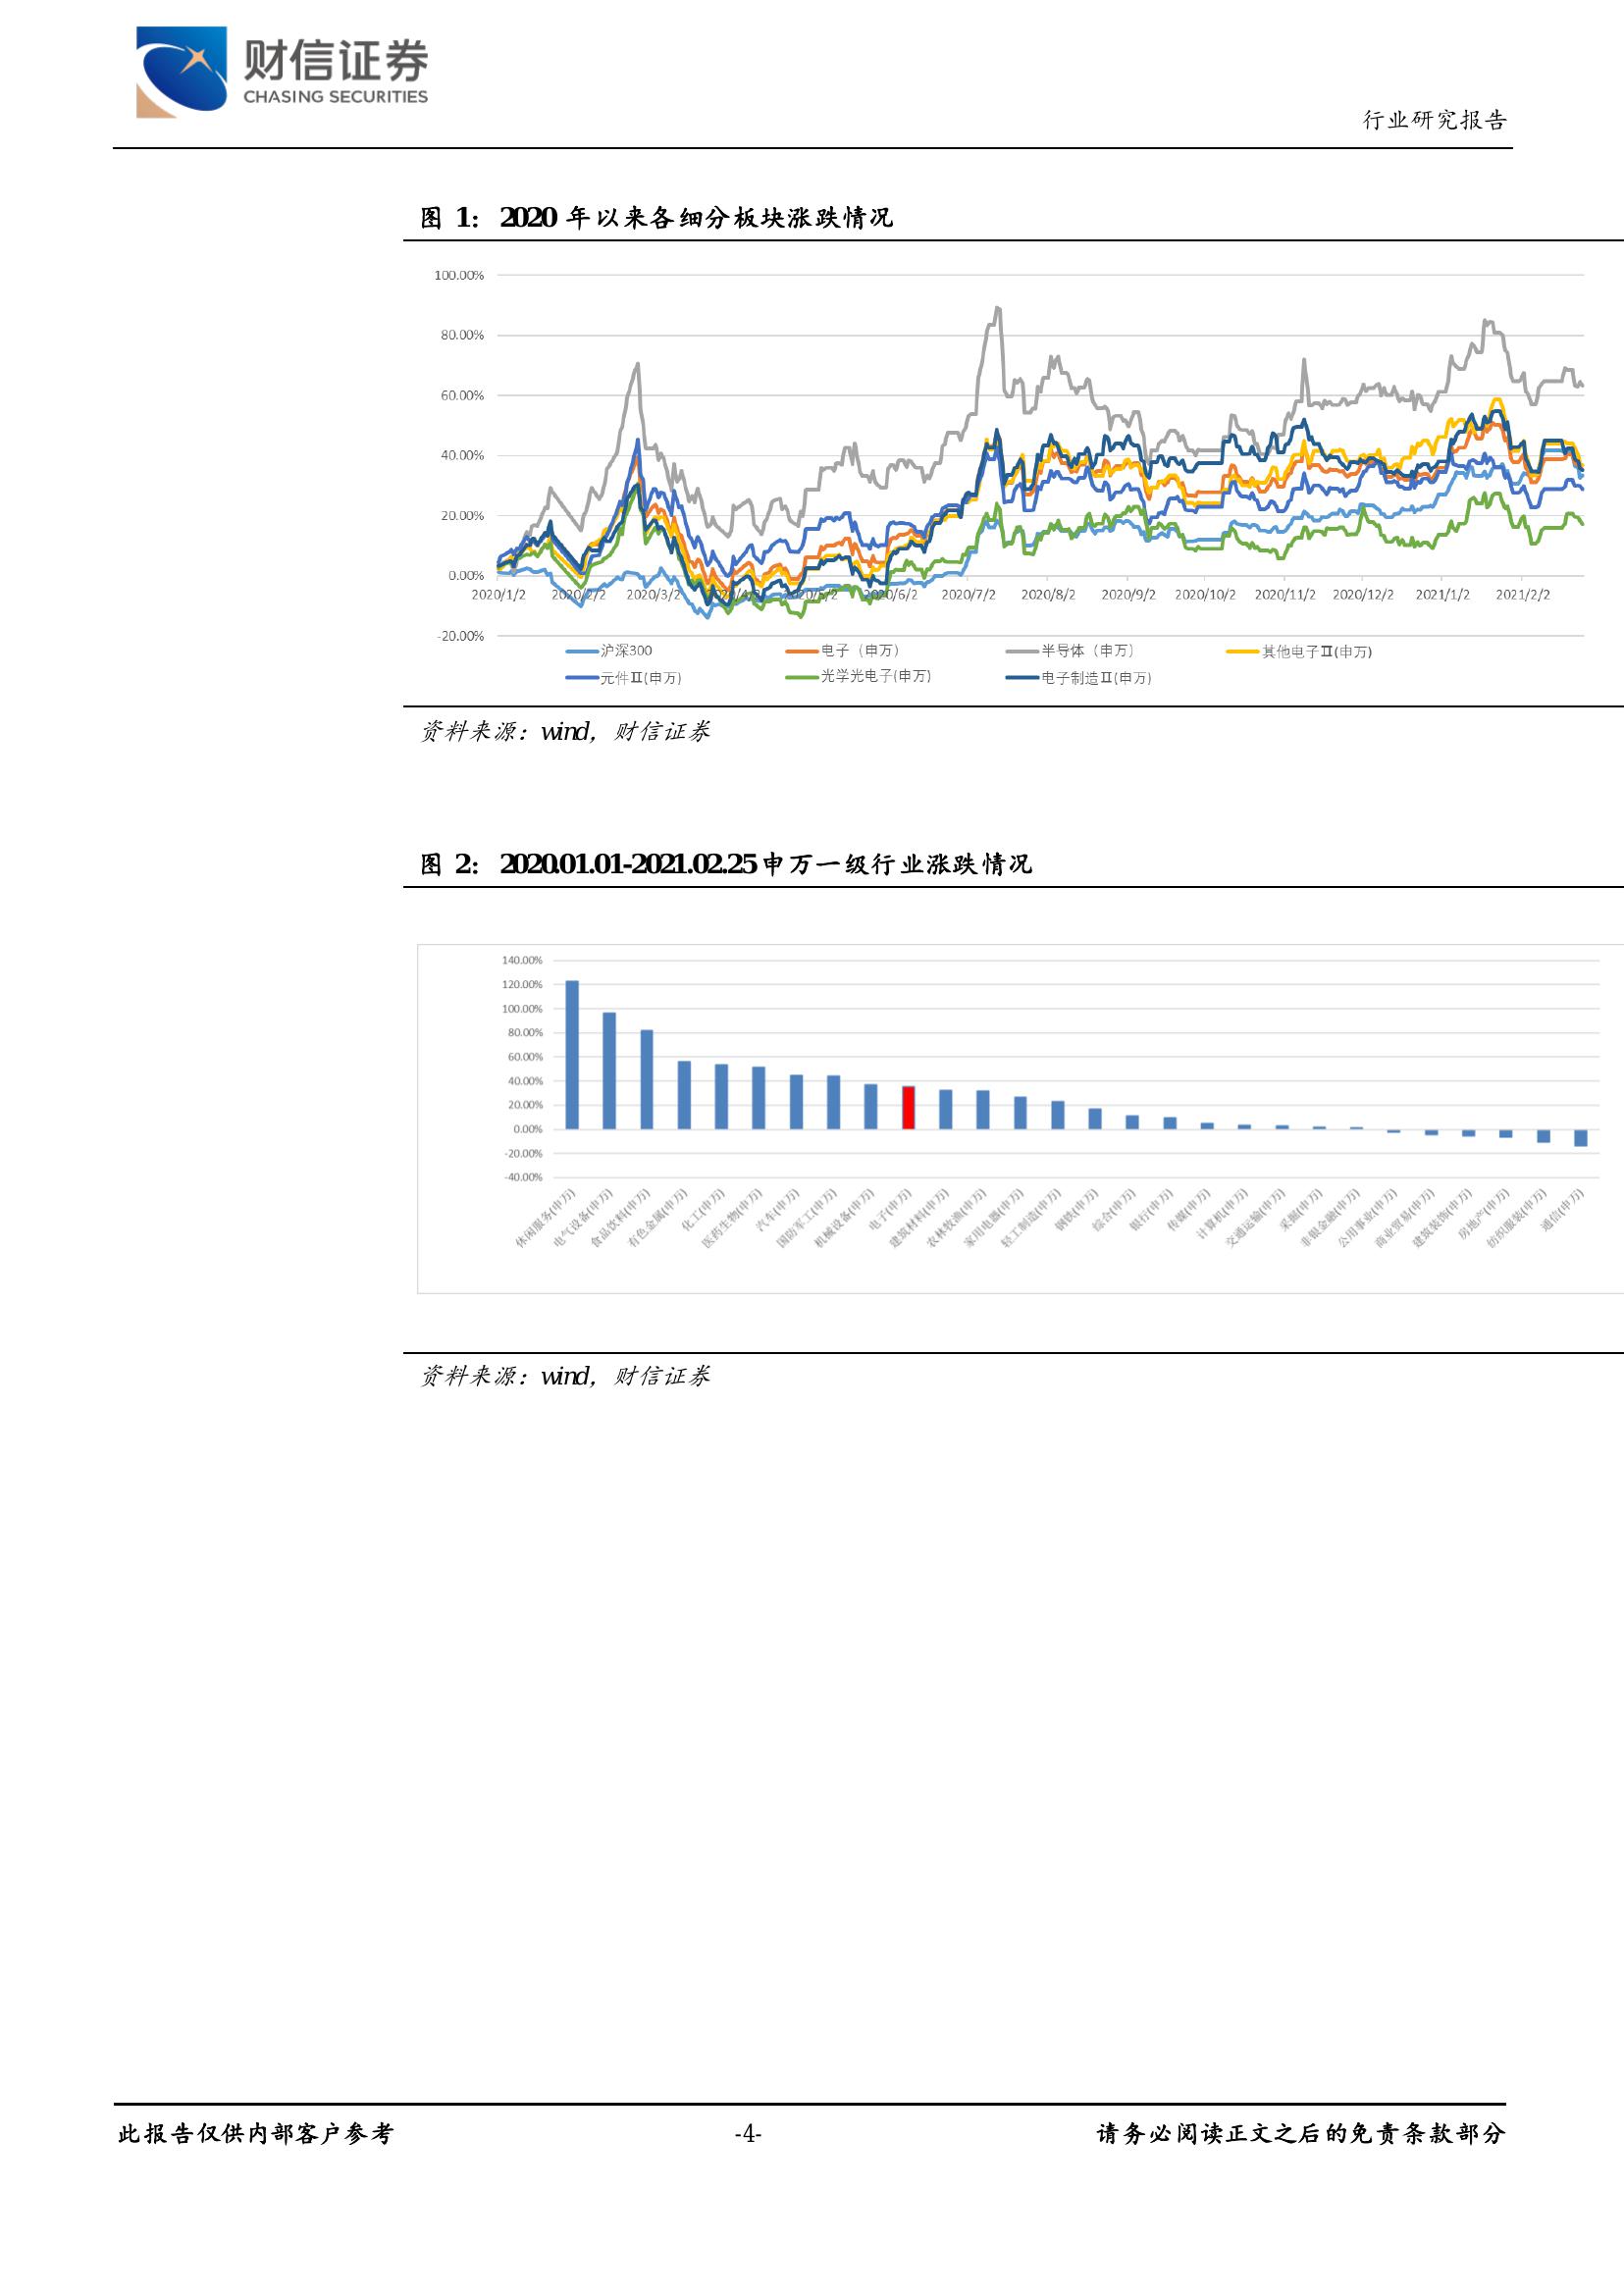 财信证券
CHASING SECURITIES
行业研究报告
图 1： 2020 年以来各细分板块涨跌情况
100.00%
80.00%
60.00%
40.00%
20.00%
0.00%
2020/1/2 2020/2/2 2020/3/2 2020/4/2 2020/5/2 2020/6/2 2020/7/2 2020/8/2 2020/9/2 2020/10/2 2020/11/2 2020/12/2 2021/1/2 2021/2/2
-20.00%
沪深300 电子（申万） 半导体（申万） 其他电子Ⅱ(申万)
元件Ⅱ(申万) 光学光电子(申万) 电子制造Ⅱ(申万)
资料来源：wind，财信证券
图 2： 2020.01.01-2021.02.25 申万一级行业涨跌情况
140.00%
120.00%
100.00%
80.00%
60.00%
40.00%
20.00%
0.00%
-20.00%
-40.00%
休闲服务(申万) 电气设备(申万) 食品饮料(申万) 有色金属(申万) 化工(申万) 医药生物(申万) 汽车(申万) 国防军工(申万) 机械设备(申万) 电子(申万) 建筑材料(申万) 农林牧渔(申万) 家用电器(申万) 轻工制造(申万) 钢铁(申万) 综合(申万) 银行(申万) 传媒(申万) 计算机(申万) 交通运输(申万) 采掘(申万) 非银金融(申万) 公用事业(申万) 商业贸易(申万) 建筑装饰(申万) 房地产(申万) 纺织服装(申万) 通信(申万)
资料来源：wind，财信证券
此报告仅供内部客户参考 -4- 请务必阅读正文之后的免责条款部分